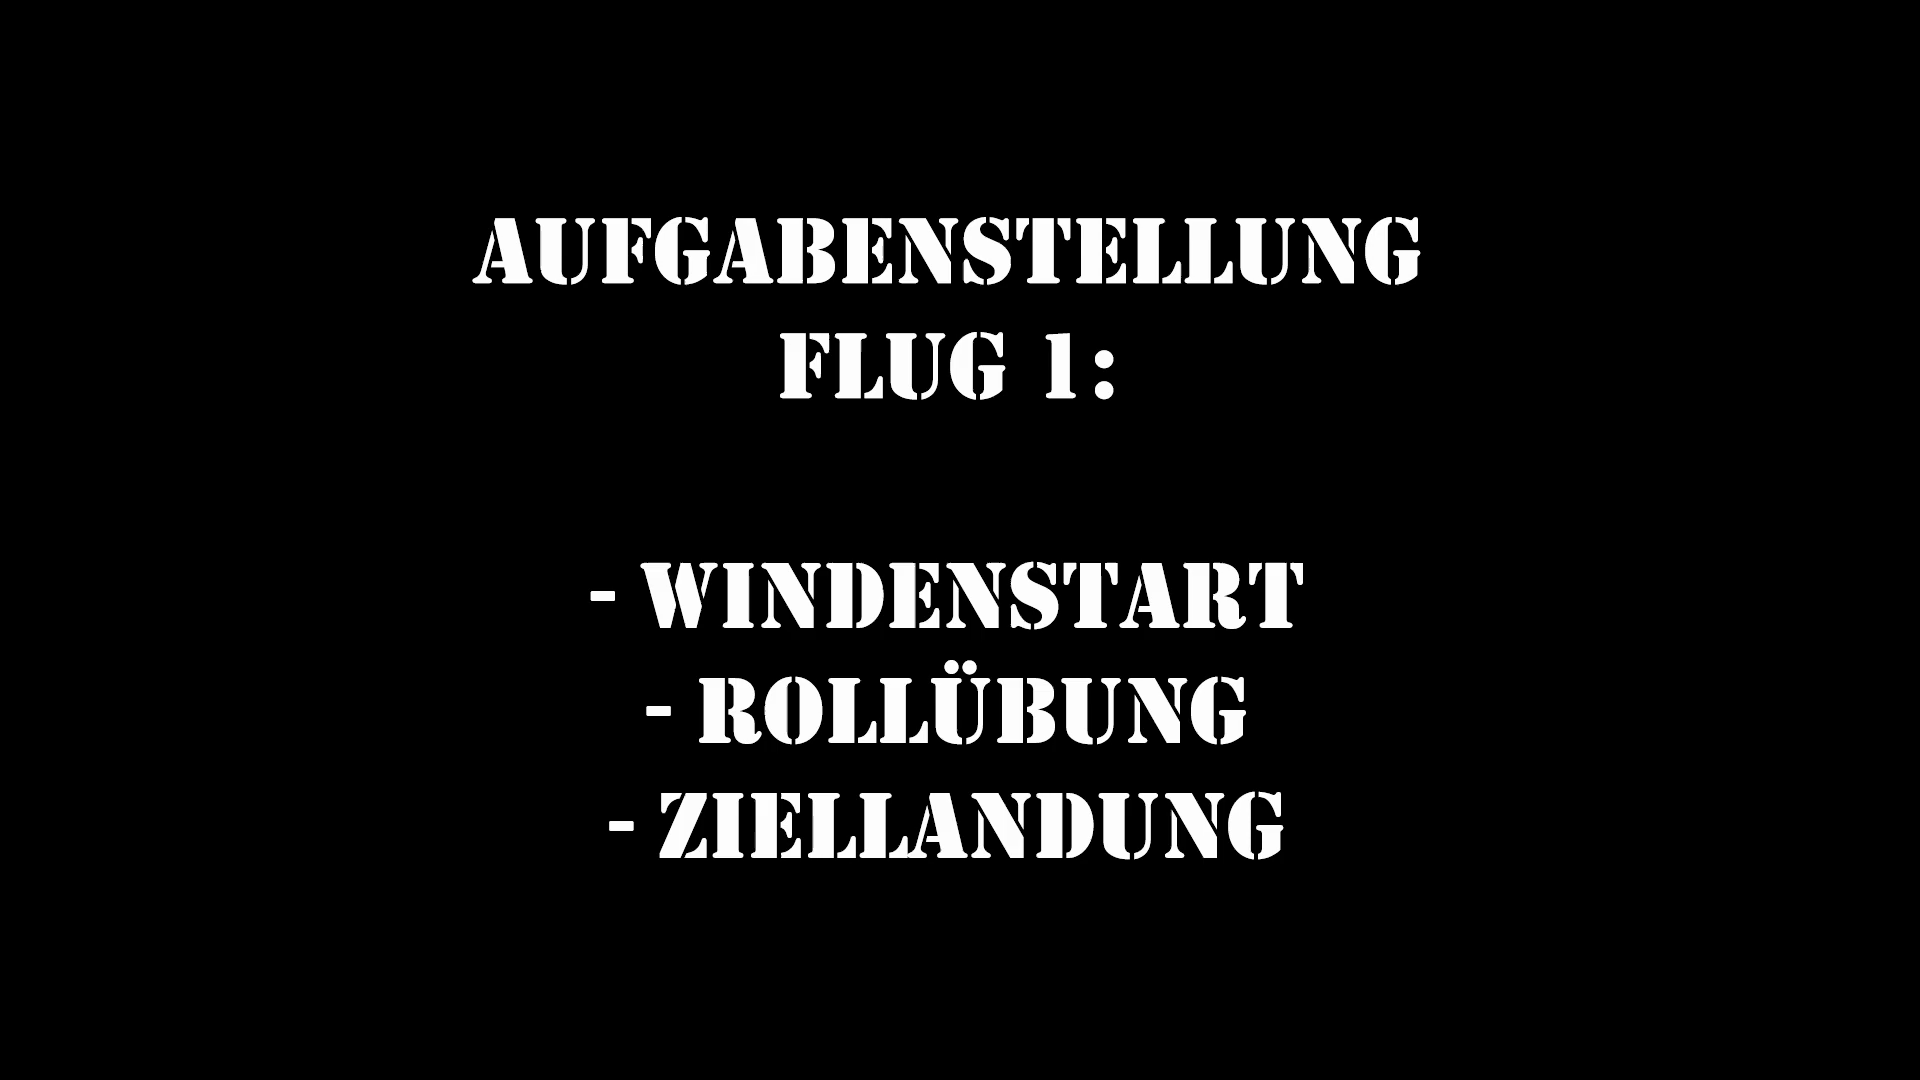 AUFGABENSTELLUNG
FLUG 1:
- WINDENSTART
- ROLLÜBUNG
- ZIELLANDUNG